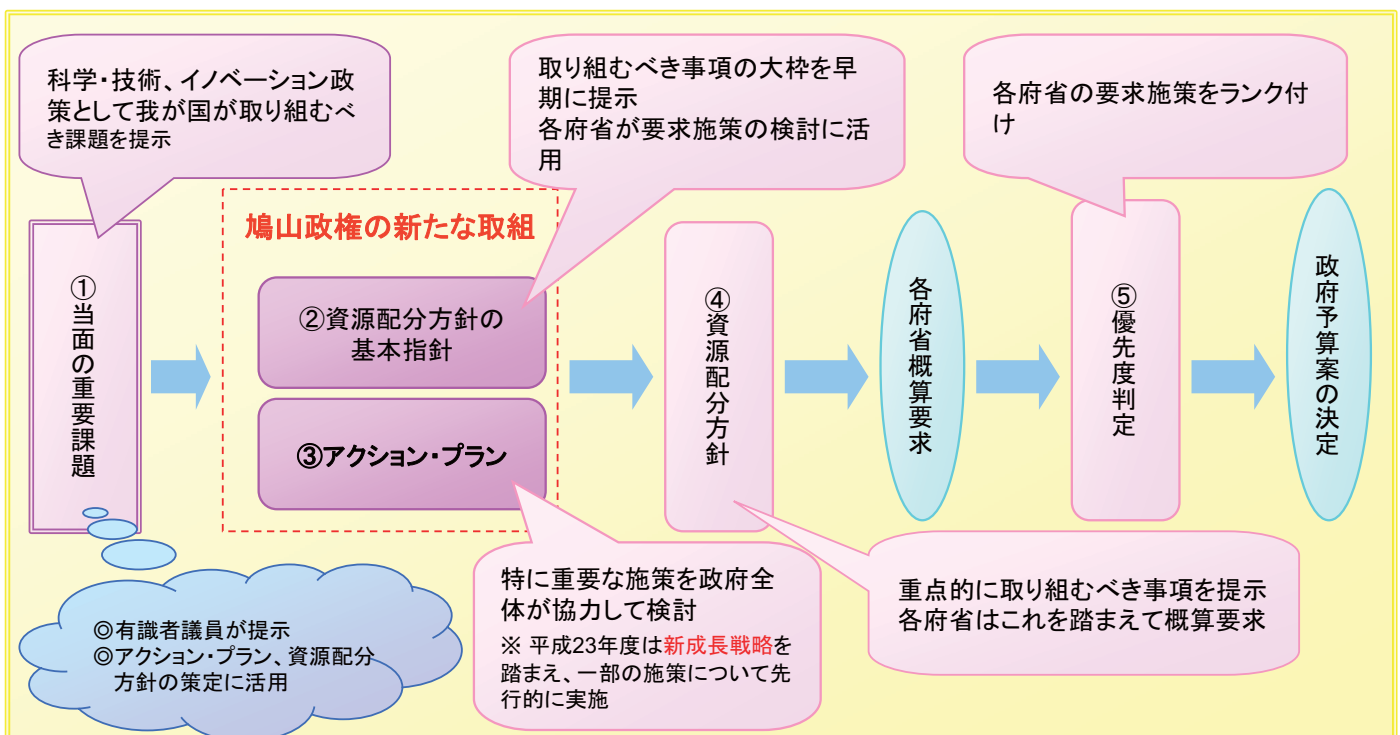 科学・技術、イノベーション政
策として我が国が取り組むべ
き課題を提示
取り組むべき事項の大枠を早
期に提示
各府省が要求施策の検討に活
用
各府省の要求施策をランク付
け
①当面の重要課題
鳩山政権の新たな取組
②資源配分方針の
基本指針
③アクション・プラン
④資源配分方針
各府省概算要求
⑤優先度判定
政府予算案の決定
◎有識者議員が提示
◎アクション・プラン、資源配分
方針の策定に活用
特に重要な施策を政府全
体が協力して検討
※ 平成23年度は新成長戦略を
踏まえ、一部の施策について先
行的に実施
重点的に取り組むべき事項を提示
各府省はこれを踏まえて概算要求